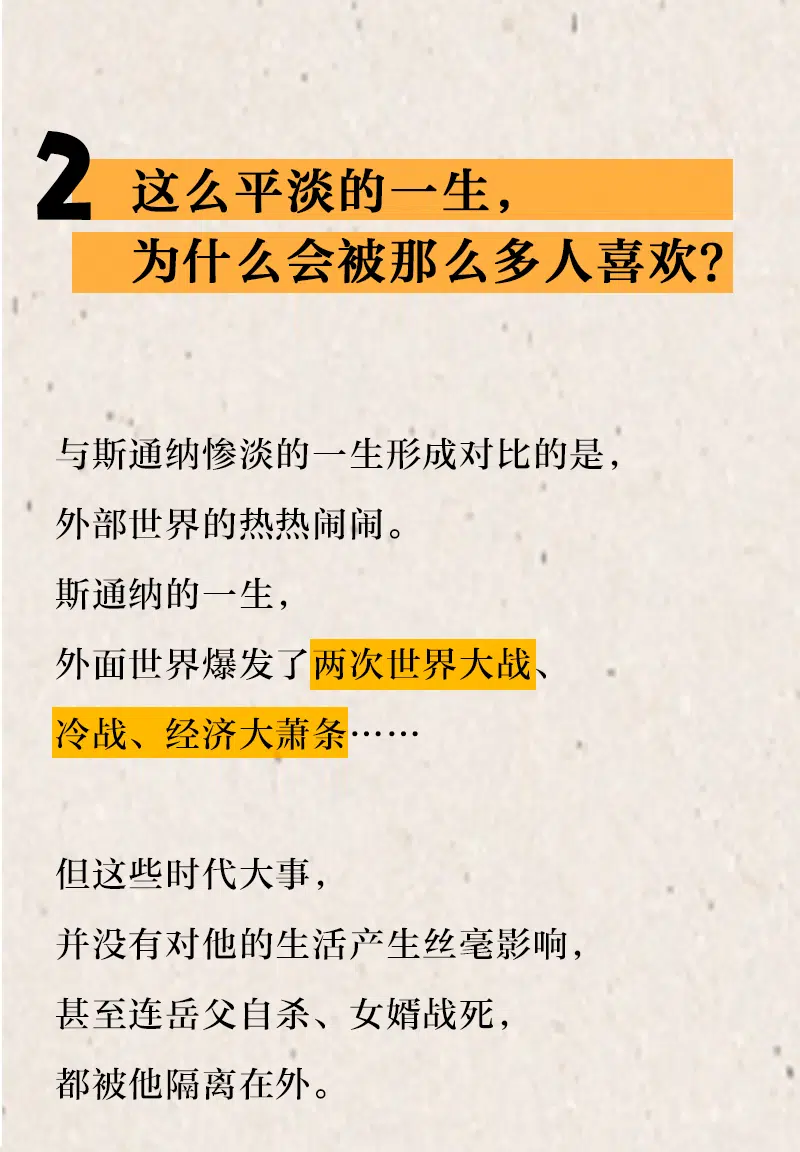 2
这么平淡的一生，
为什么会被那么多人喜欢？
与斯通纳惨淡的一生形成对比的是，
外部世界的热热闹闹。
斯通纳的一生，
外面世界爆发了两次世界大战、
冷战、经济大萧条……
但这些时代大事，
并没有对他的生活产生丝毫影响，
甚至连岳父自杀、女婿战死，
都被他隔离在外。